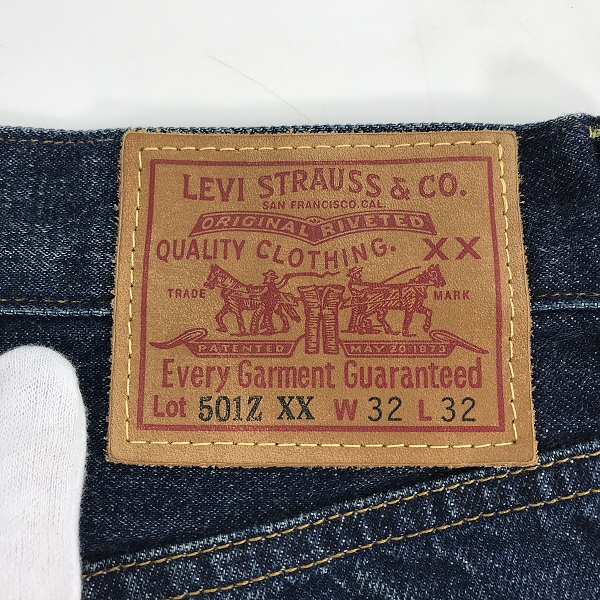 LEVI STRAUSS & CO.
SAN FRANCISCO, CAL.
ORIGINAL RIVETED
QUALITY CLOTHING. XX
TRADE MARK
PATENTED MAY 20 1873
Every Garment Guaranteed
Lot 501Z XX W 32 L 32